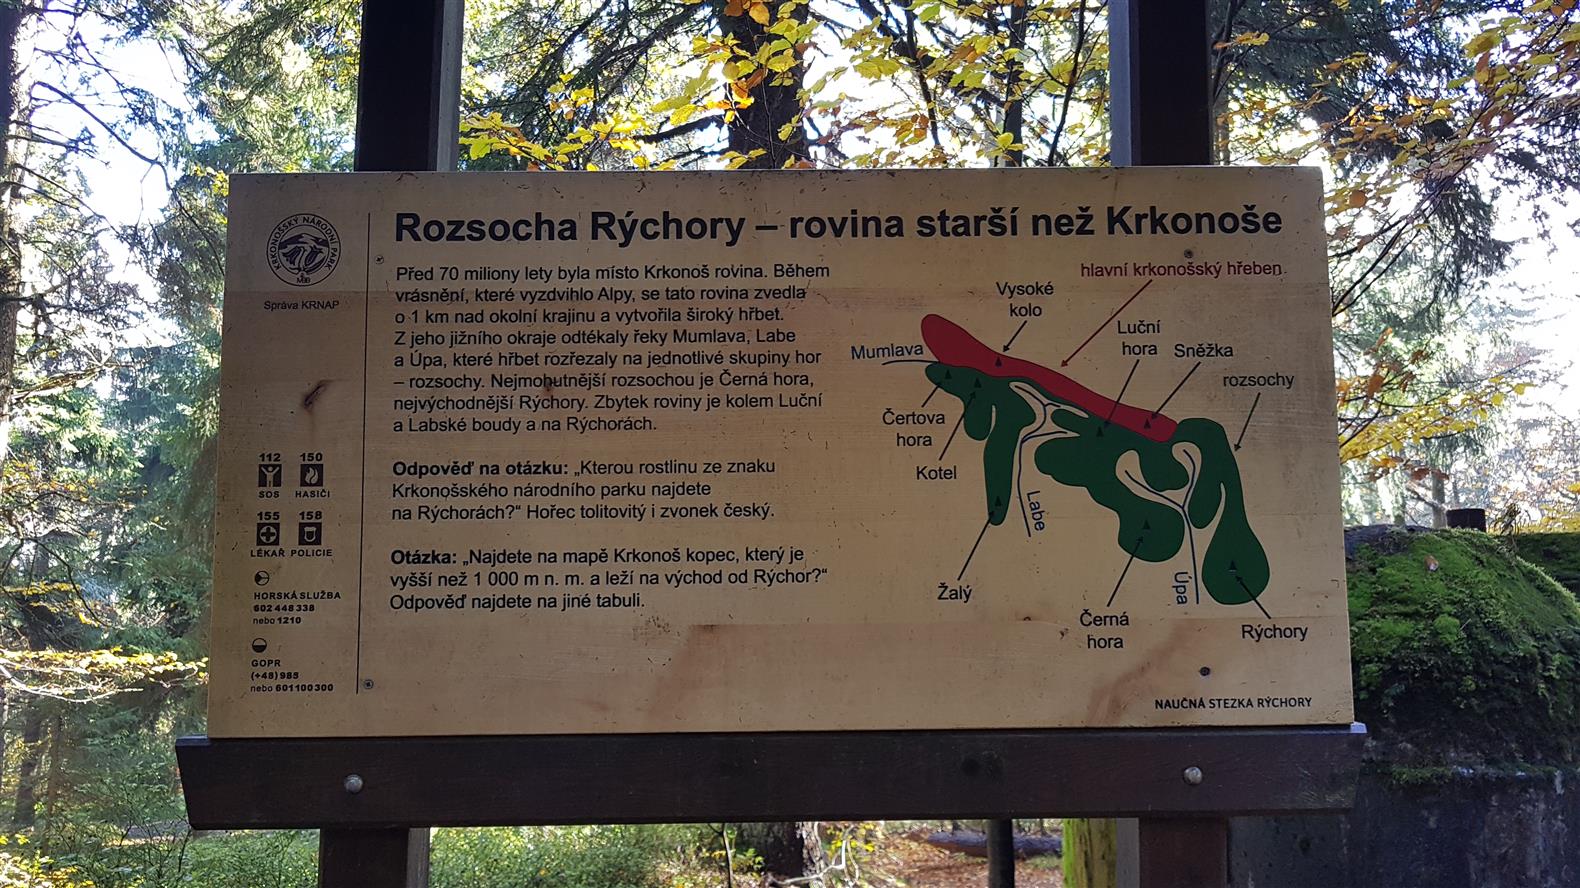 Rozsocha Rýchory – rovina starší než Krkonoše
KRKONOŠSKÝ NÁRODNÍ PARK
Správa KRNAP
112 150
SOS HASIČI
155 158
LÉKAŘ POLICIE
HORSKÁ SLUŽBA
602 448 338
nebo 1210
GOPR
(+48) 985
nebo 601100300
Před 70 miliony lety byla místo Krkonoš rovina. Během
vrásnění, které vyzdvihlo Alpy, se tato rovina zvedla
o 1 km nad okolní krajinu a vytvořila široký hřbet.
Z jeho jižního okraje odtékaly řeky Mumlava, Labe
a Úpa, které hřbet rozřezaly na jednotlivé skupiny hor
– rozsochy. Nejmohutnější rozsochou je Černá hora,
nejvýchodnější Rýchory. Zbytek roviny je kolem Luční
a Labské boudy a na Rýchorách.
Odpověď na otázku: „Kterou rostlinu ze znaku
Krkonošského národního parku najdete
na Rýchorách?“ Hořec tolitovitý i zvonek český.
Otázka: „Najdete na mapě Krkonoš kopec, který je
vyšší než 1 000 m n. m. a leží na východ od Rýchor?“
Odpověď najdete na jiné tabuli.
hlavní krkonošský hřeben
Vysoké
kolo
Luční
hora
Sněžka
Mumlava
rozsochy
Čertova
hora
Kotel
Labe
Žalý
Úpa
Černá
hora
Rýchory
NAUČNÁ STEZKA RÝCHORY